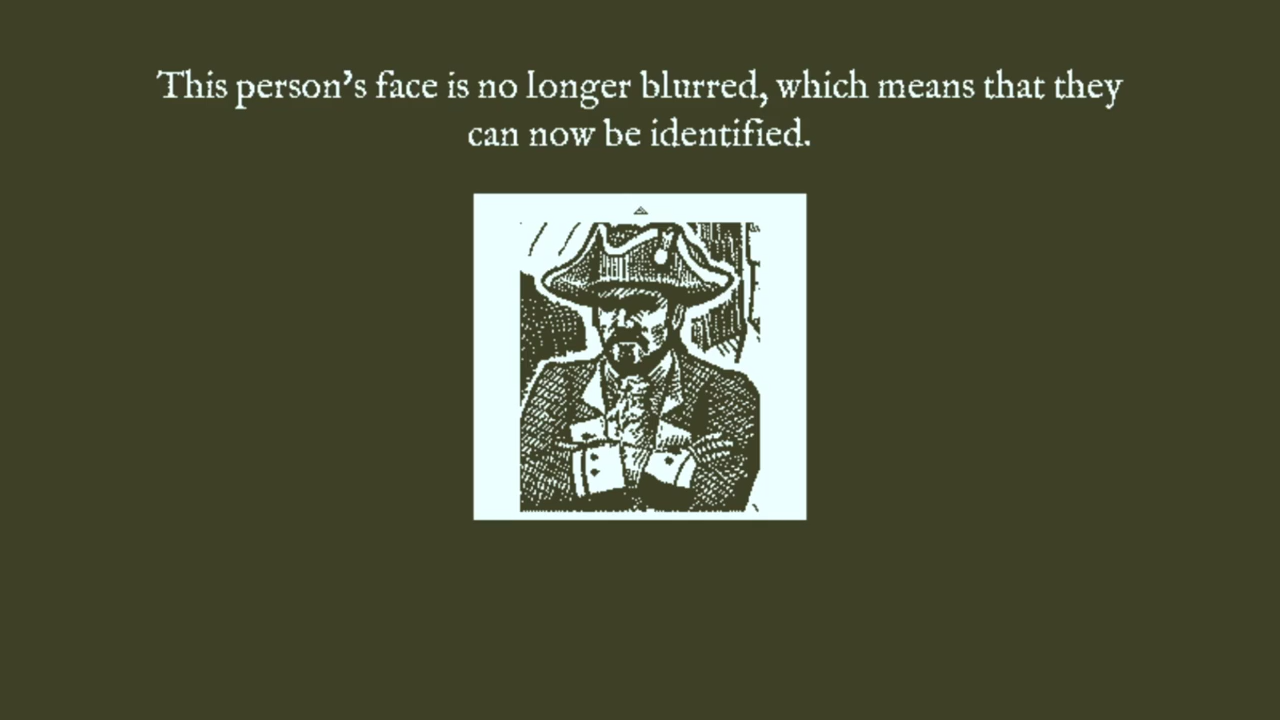 This person's face is no longer blurred, which means that they
can now be identified.